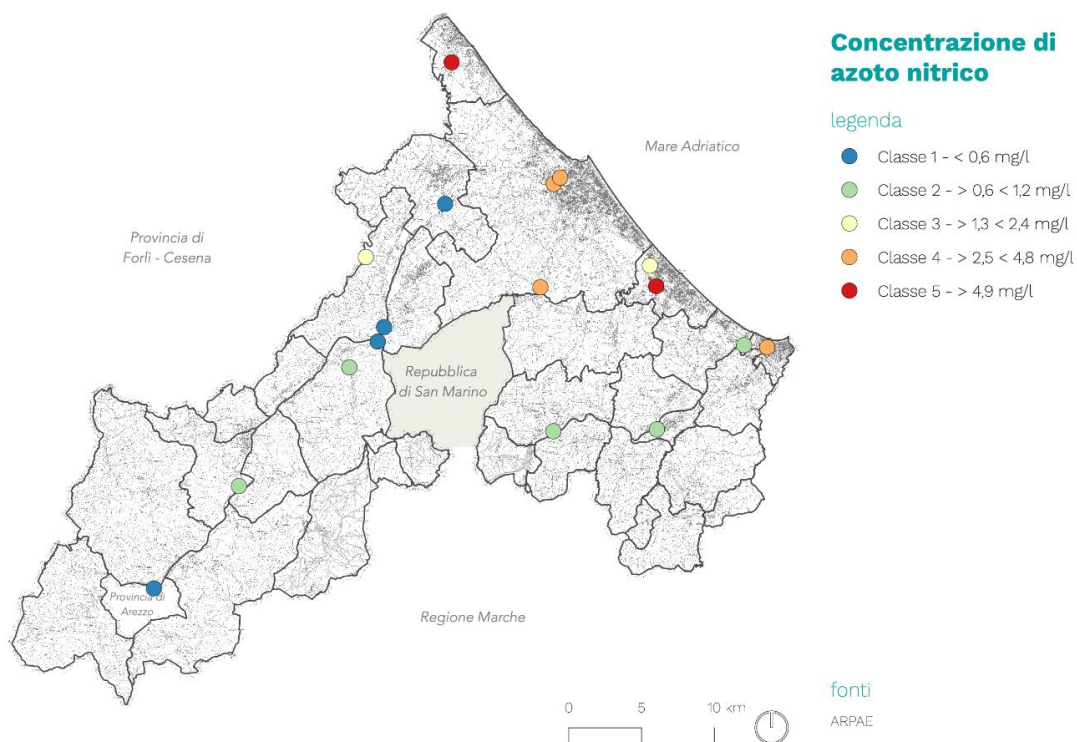 Concentrazione di
azoto nitrico
legenda
Classe 1 - < 0,6 mg/l
Classe 2 - > 0,6 < 1,2 mg/l
Classe 3 - > 1,3 < 2,4 mg/l
Classe 4 - > 2,5 < 4,8 mg/l
Classe 5 - > 4,9 mg/l
Mare Adriatico
Provincia di
Forlì - Cesena
Repubblica
di San Marino
Provincia di
Arezzo
Regione Marche
0 5 10 km
fonti
ARPAE